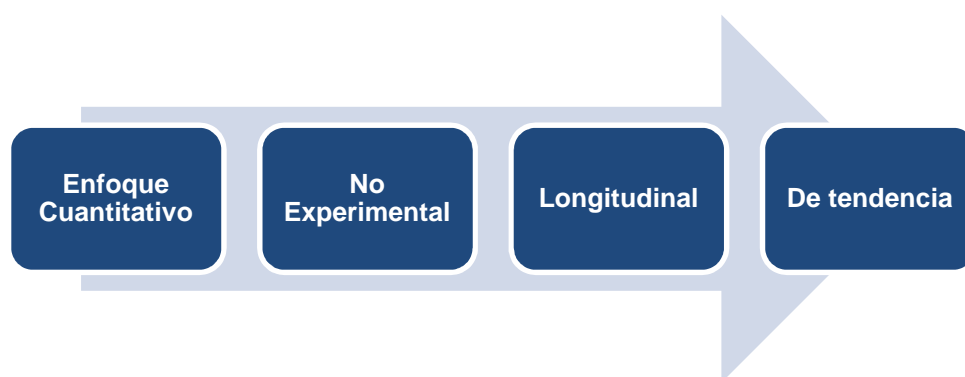 Enfoque
Cuantitativo
No
Experimental
Longitudinal
De tendencia